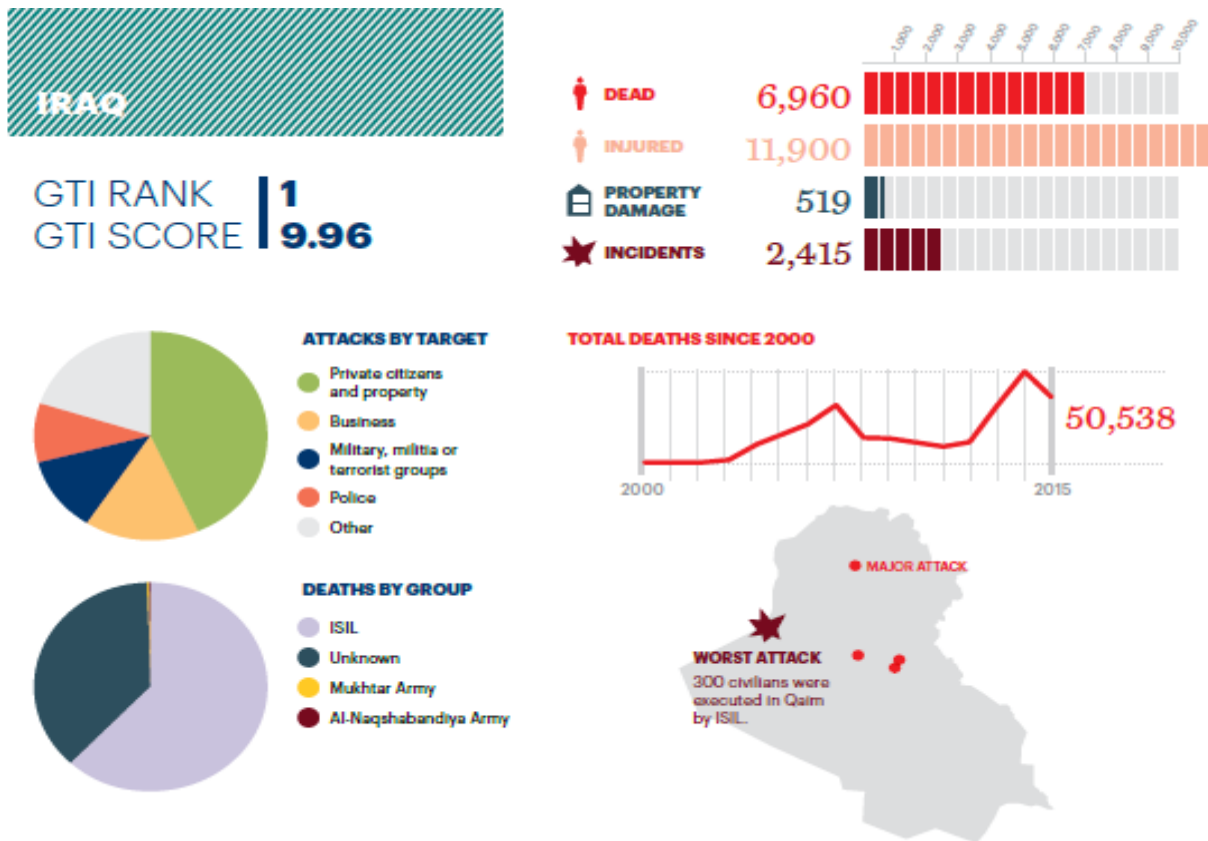 IRAQ
GTI RANK 1
GTI SCORE 9.96
1,000 2,000 3,000 4,000 5,000 6,000 7,000 8,000 9,000 10,000
DEAD 6,960
INJURED 11,900
PROPERTY
DAMAGE 519
INCIDENTS 2,415
ATTACKS BY TARGET
Private citizens
and property
Business
Military, militia or
terrorist groups
Police
Other
TOTAL DEATHS SINCE 2000
50,538
2000 2015
DEATHS BY GROUP
ISIL
Unknown
Mukhtar Army
Al-Naqshabandiya Army
MAJOR ATTACK
WORST ATTACK
300 civilians were
executed in Qaim
by ISIL.